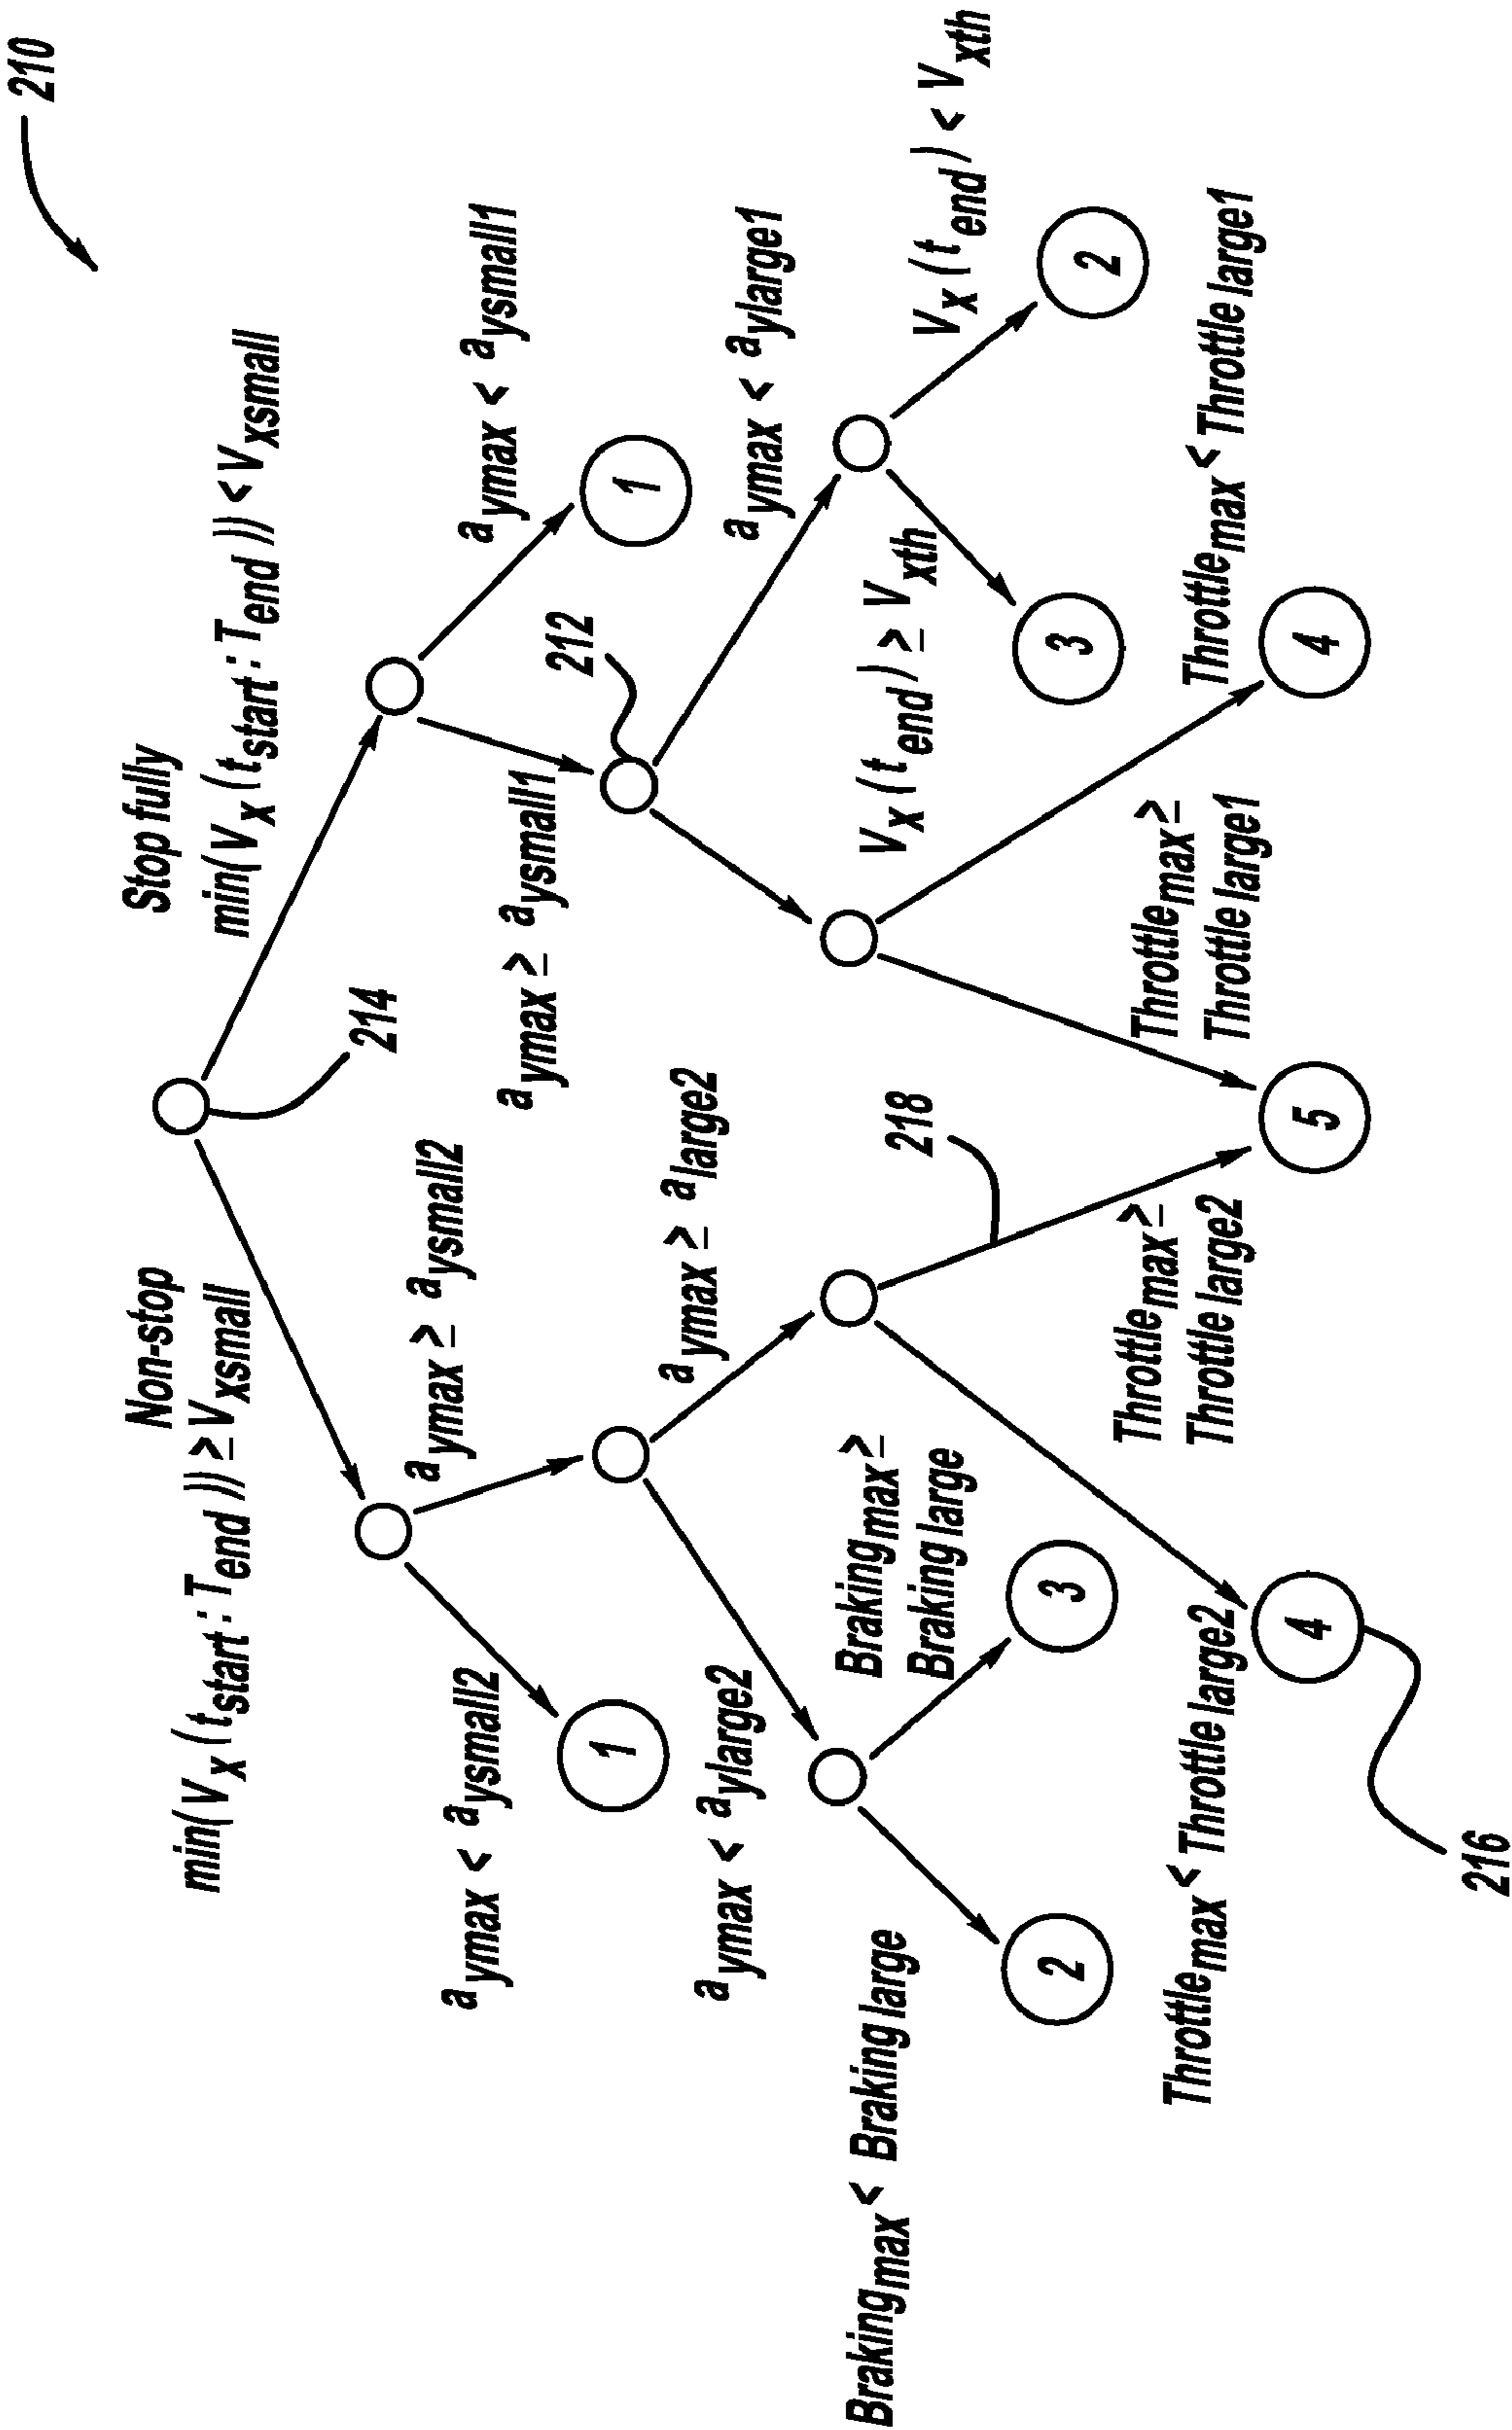 210
Non-stop
min(Vx(tstart:Tend)) ≥ Vxsmall
Stop fully
min(Vx(tstart:Tend)) < Vxsmall
214
aymax < aysmall2
aymax ≥ aysmall2
aymax ≥ aysmall1
aymax < aysmall1
1
212
1
aymax < aylarge2
aymax ≥ alarge2
aymax < aylarge1
Brakingmax < Brakinglarge
Brakingmax ≥
Brakinglarge
218
Vx(tend) ≥ Vxth
Vx(tend) < Vxth
2
3
3
2
Throttlemax < Throttlelarge2
Throttlemax ≥
Throttlelarge2
Throttlemax ≥
Throttlelarge1
Throttlemax < Throttlelarge1
4
5
4
216